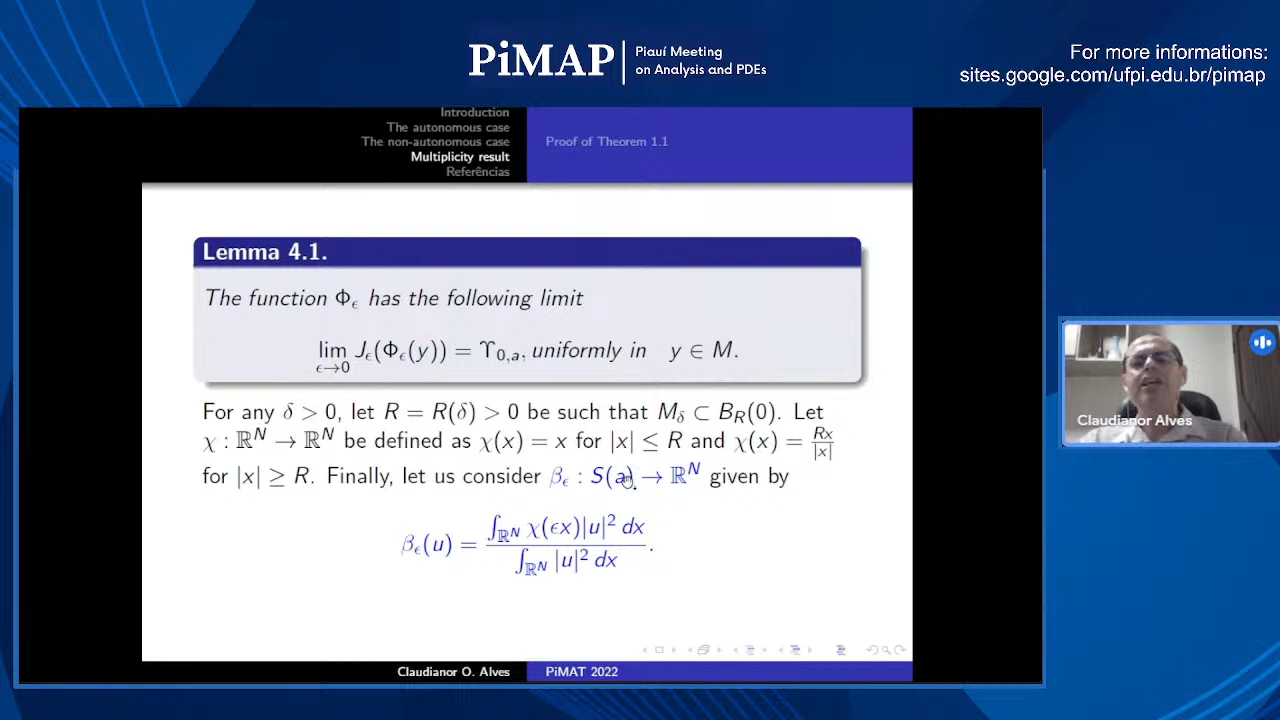 PiMAP
Piauí Meeting
on Analysis and PDEs
For more informations:
sites.google.com/ufpi.edu.br/pimap
Introduction
The autonomous case
The non-autonomous case
Multiplicity result
Referências
Proof of Theorem 1.1
Lemma 4.1.
The function Φ_ϵ has the following limit
lim_{ϵ→0} J_ϵ(Φ_ϵ(y)) = ϒ_{0,a}, uniformly in y ∈ M.
For any δ > 0, let R = R(δ) > 0 be such that M_δ ⊂ B_R(0). Let
χ : ℝ^N → ℝ^N be defined as χ(x) = x for |x| ≤ R and χ(x) = Rx/|x|
for |x| ≥ R. Finally, let us consider β_ϵ : S(a) → ℝ^N given by
β_ϵ(u) = ∫_{ℝ^N} χ(ϵx)|u|^2 dx / ∫_{ℝ^N} |u|^2 dx.
Claudianor Alves
Claudianor O. Alves
PiMAT 2022